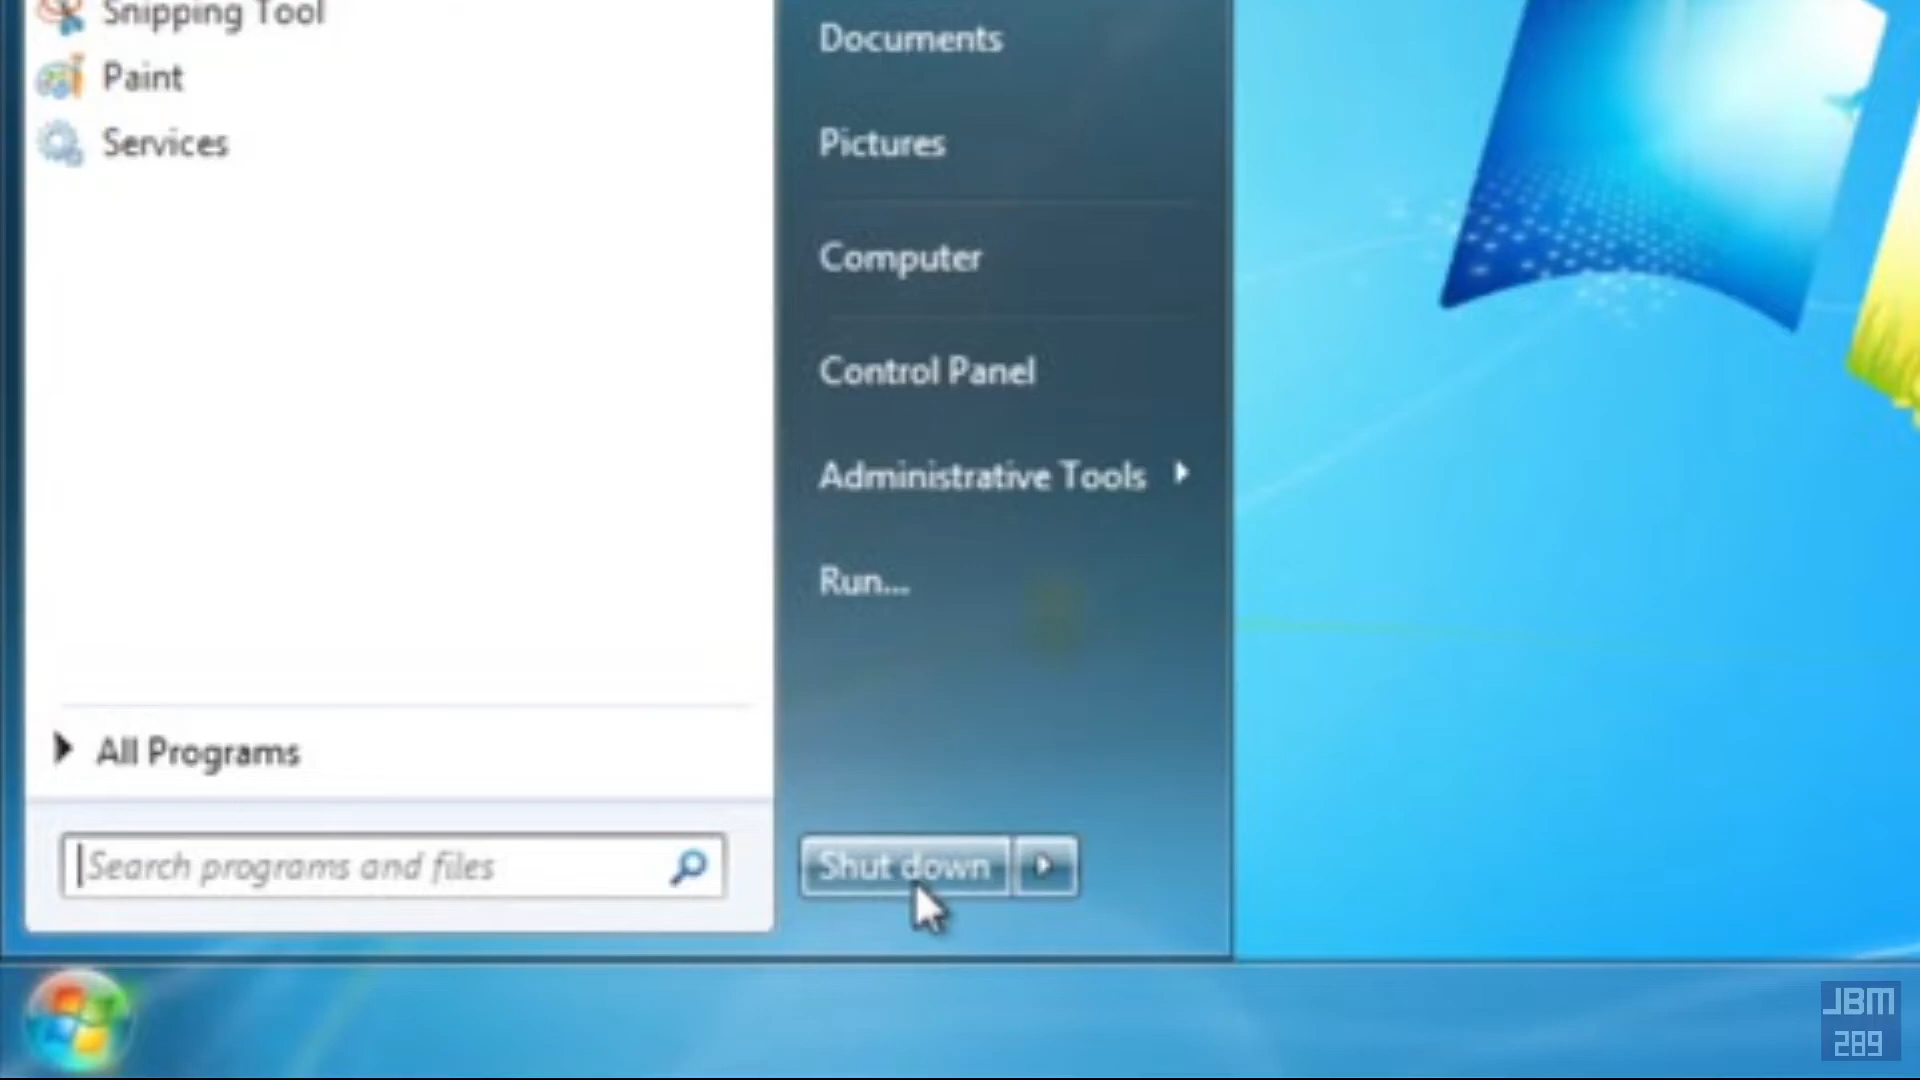 Snipping Tool
Paint
Services
All Programs
Search programs and files
Documents
Pictures
Computer
Control Panel
Administrative Tools
Run...
Shut down
JBM
289